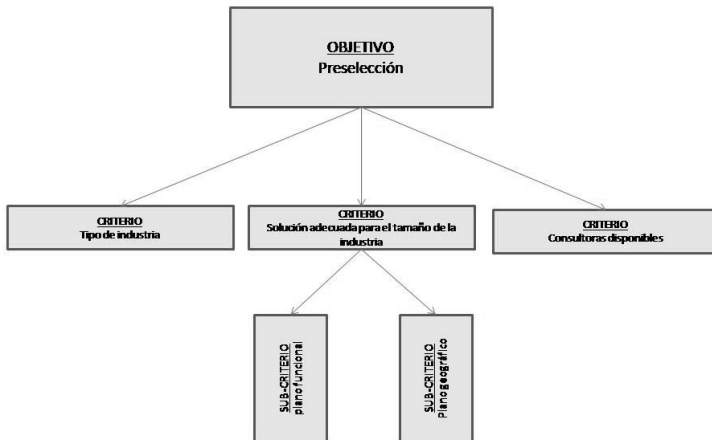 OBJETIVO
Preselección
CRITERIO
Tipo de industria
CRITERIO
Solución adecuada para el tamaño de la
industria
CRITERIO
Consultoras disponibles
SUB-CRITERIO
plano funcional
SUB-CRITERIO
Plano geográfico